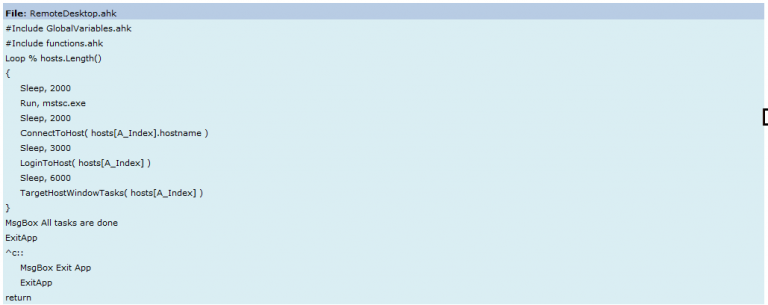 File: RemoteDesktop.ahk
#Include GlobalVariables.ahk
#Include functions.ahk
Loop % hosts.Length()
{
Sleep, 2000
Run, mstsc.exe
Sleep, 2000
ConnectToHost( hosts[A_Index].hostname )
Sleep, 3000
LoginToHost( hosts[A_Index] )
Sleep, 6000
TargetHostWindowTasks( hosts[A_Index] )
}
MsgBox All tasks are done
ExitApp
^c::
MsgBox Exit App
ExitApp
return